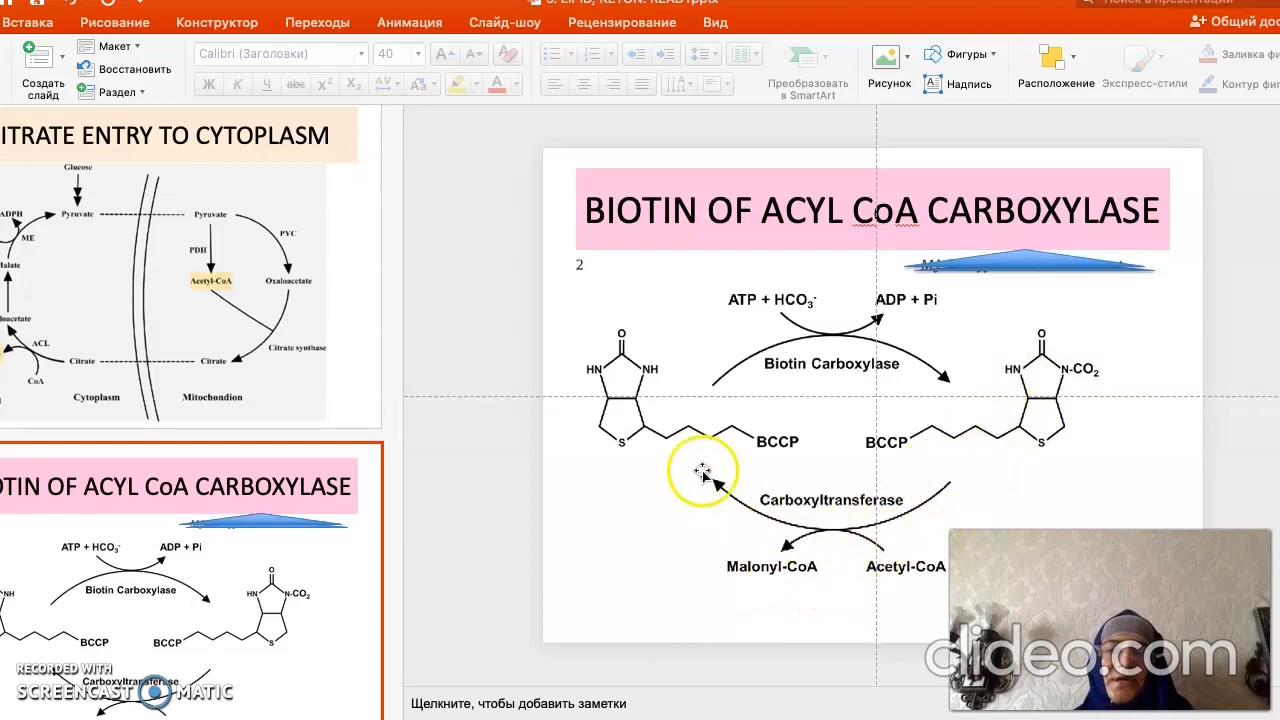 Вставка Рисование Конструктор Переходы Анимация Слайд-шоу Рецензирование Вид Общий дос
Макет
Восстановить
Раздел
Создать
слайд
Calibri (Заголовки) 40
Преобразовать
в SmartArt
Рисунок
Фигуры
Надпись
Расположение
Экспресс-стили
Заливка фи
Контур фиг
ITRATE ENTRY TO CYTOPLASM
Glucose
ADPH
Pyruvate
Pyruvate
ME
PYC
PDH
Malate
Acetyl-CoA
Oxaloacetate
loacetate
ACL
Citrate synthase
Citrate
Citrate
CoA
Cytoplasm
Mitochondion
OTIN OF ACYL CoA CARBOXYLASE
ATP + HCO₃⁻ ADP + Pi
Biotin Carboxylase
NH
O
HN
N-CO₂
BCCP
BCCP
S
Carboxyltransferase
RECORDED WITH
SCREENCAST MATIC
BIOTIN OF ACYL CoA CARBOXYLASE
2
ATP + HCO₃⁻ ADP + Pi
O
HN NH
S
Biotin Carboxylase
O
HN N-CO₂
S
BCCP
BCCP
Carboxyltransferase
Malonyl-CoA Acetyl-CoA
clideo.com
Щелкните, чтобы добавить заметки